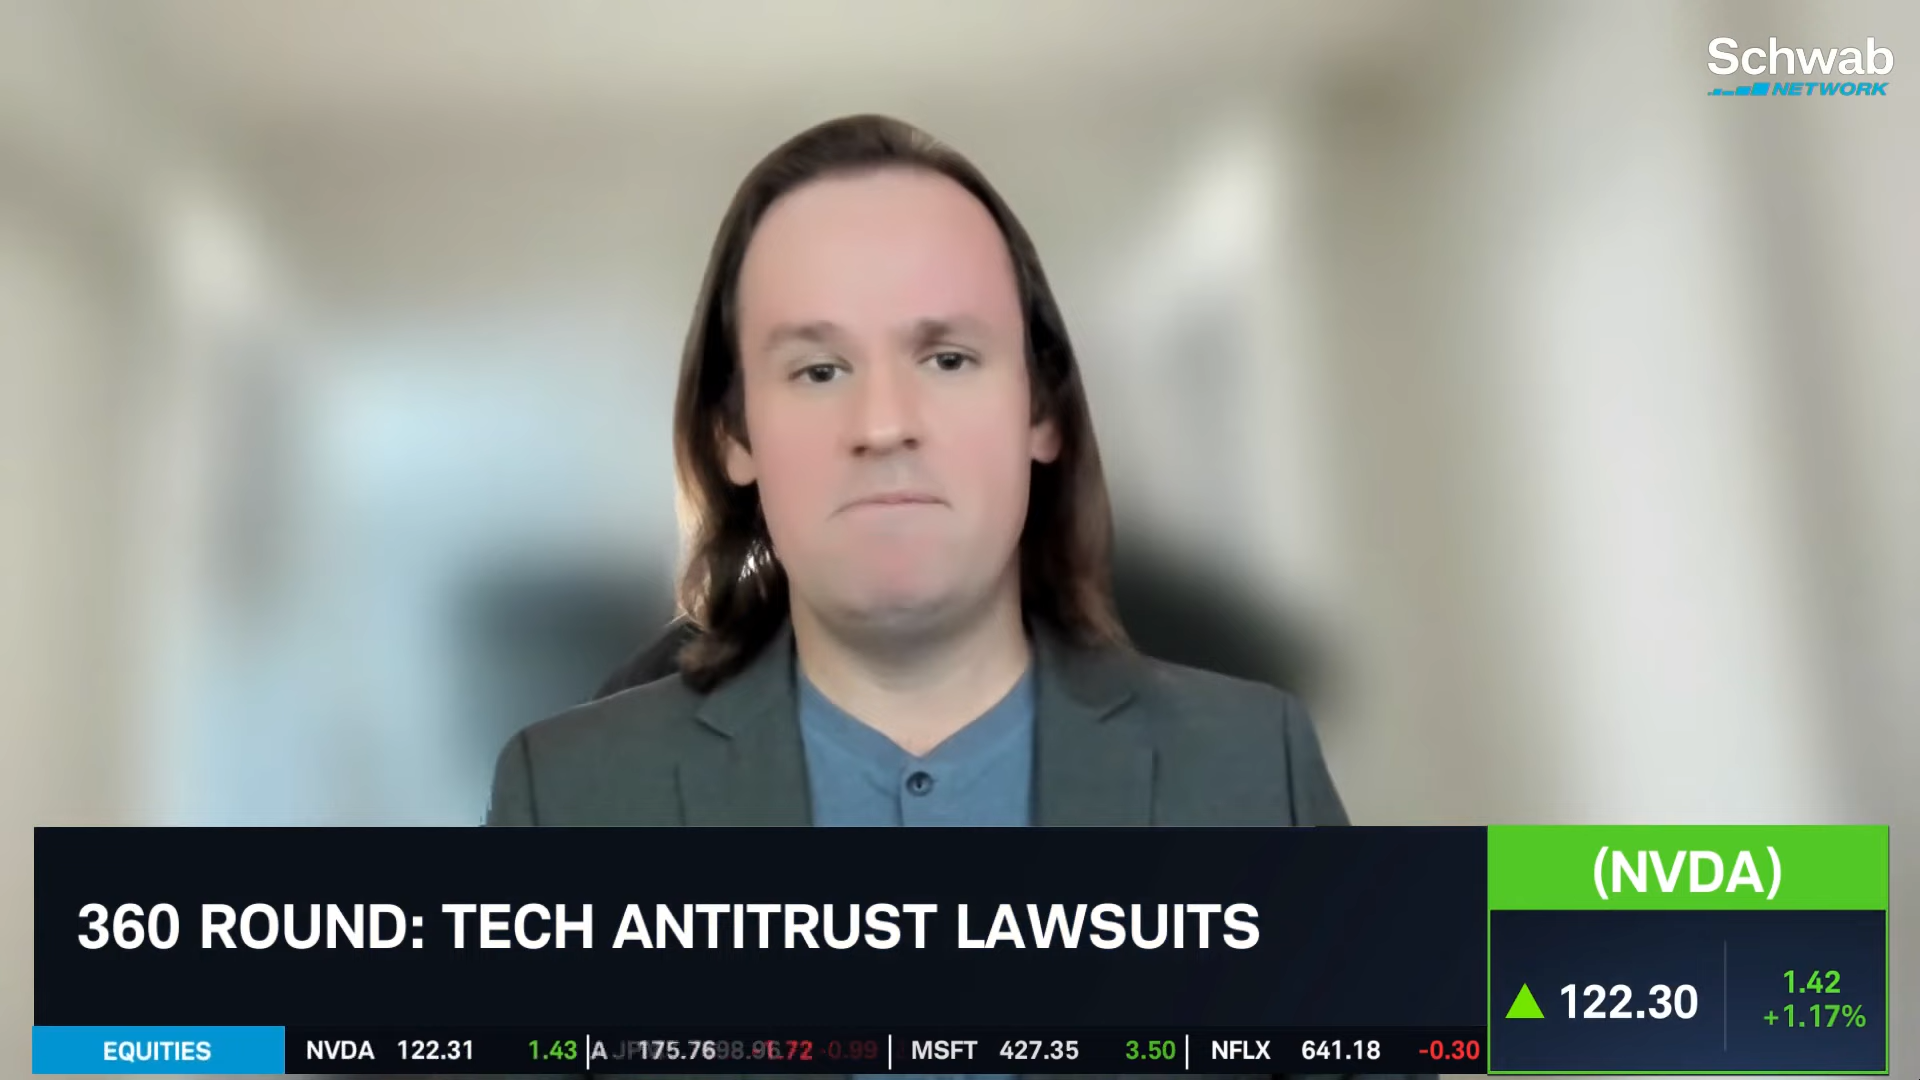 Schwab
NETWORK
360 ROUND: TECH ANTITRUST LAWSUITS
(NVDA)
122.30
1.42
+1.17%
EQUITIES
NVDA 122.31 1.43 MSFT 427.35 3.50 NFLX 641.18 -0.30